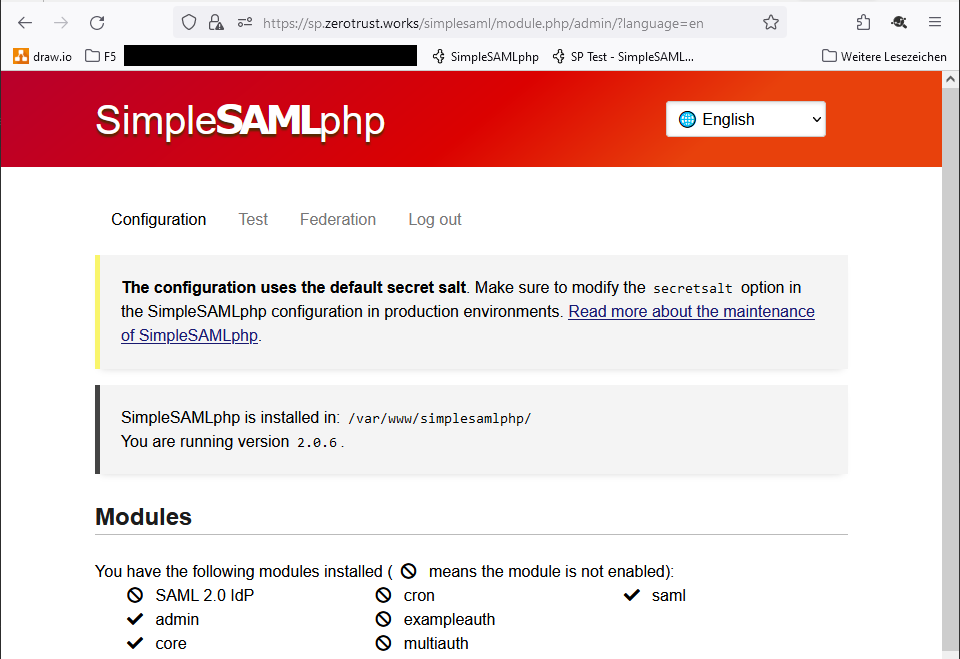 https://sp.zerotrust.works/simplesaml/module.php/admin/?language=en
draw.io F5 SimpleSAMLphp SP Test - SimpleSAML... Weitere Lesezeichen
SimpleSAMLphp English
Configuration Test Federation Log out
The configuration uses the default secret salt. Make sure to modify the secretsalt option in
the SimpleSAMLphp configuration in production environments. Read more about the maintenance
of SimpleSAMLphp.
SimpleSAMLphp is installed in: /var/www/simplesamlphp/
You are running version 2.0.6.
Modules
You have the following modules installed ( means the module is not enabled):
SAML 2.0 IdP cron saml
admin exampleauth
core multiauth